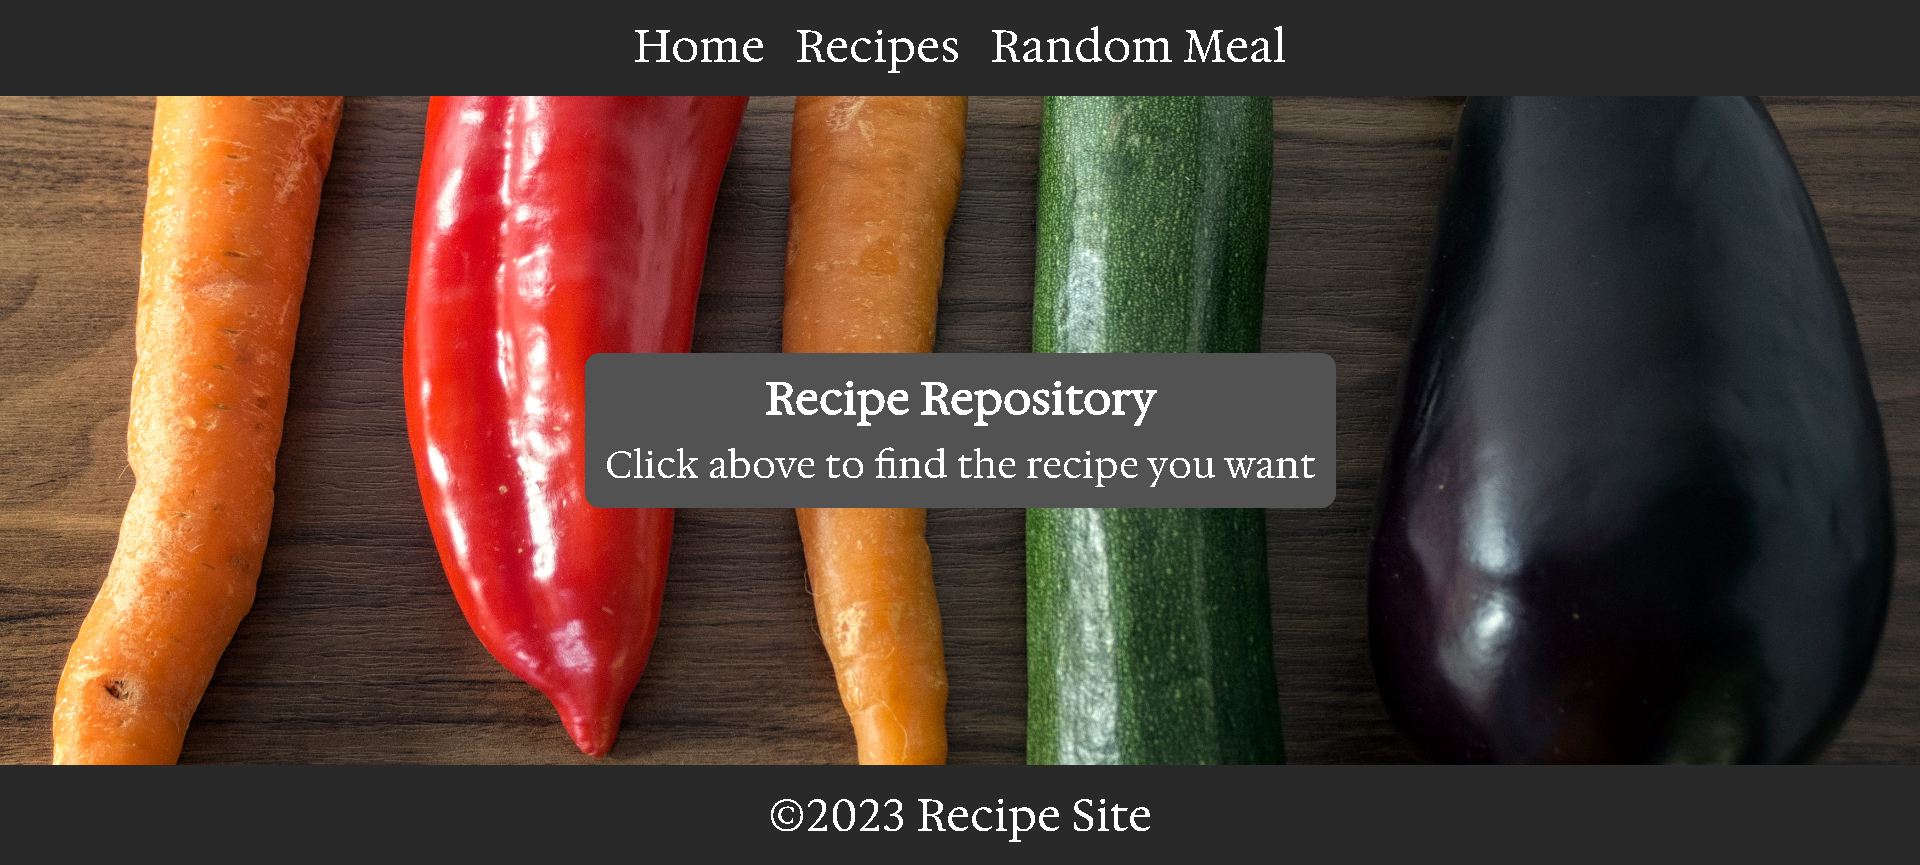 Home Recipes Random Meal
Recipe Repository
Click above to find the recipe you want
©2023 Recipe Site